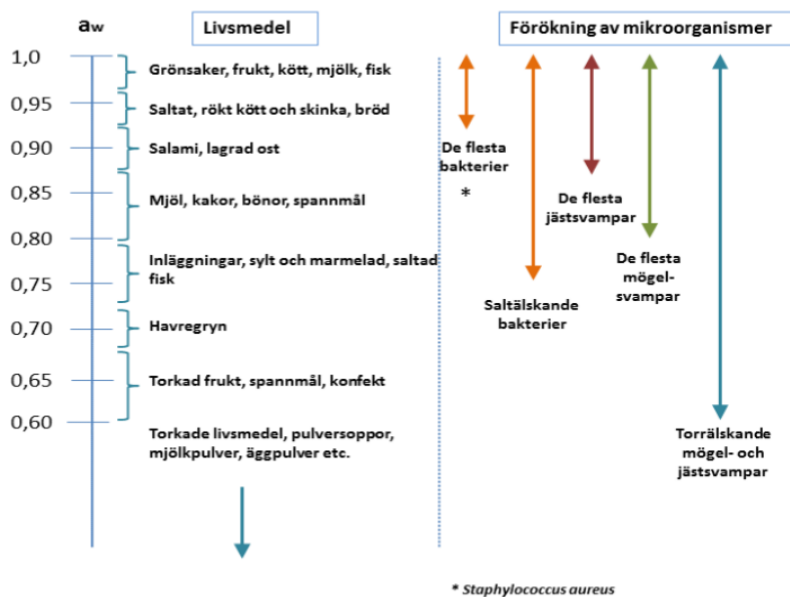 aw
Livsmedel
Förökning av mikroorganismer
1,0
0,95
0,90
0,85
0,80
0,75
0,70
0,65
0,60
Grönsaker, frukt, kött, mjölk, fisk
Saltat, rökt kött och skinka, bröd
Salami, lagrad ost
Mjöl, kakor, bönor, spannmål
Inläggningar, sylt och marmelad, saltad
fisk
Havregryn
Torkad frukt, spannmål, konfekt
Torkade livsmedel, pulversoppor,
mjölkpulver, äggpulver etc.
De flesta
bakterier
*
Saltälskande
bakterier
De flesta
jästsvampar
De flesta
mögel-
svampar
Torrälskande
mögel- och
jästsvampar
* Staphylococcus aureus